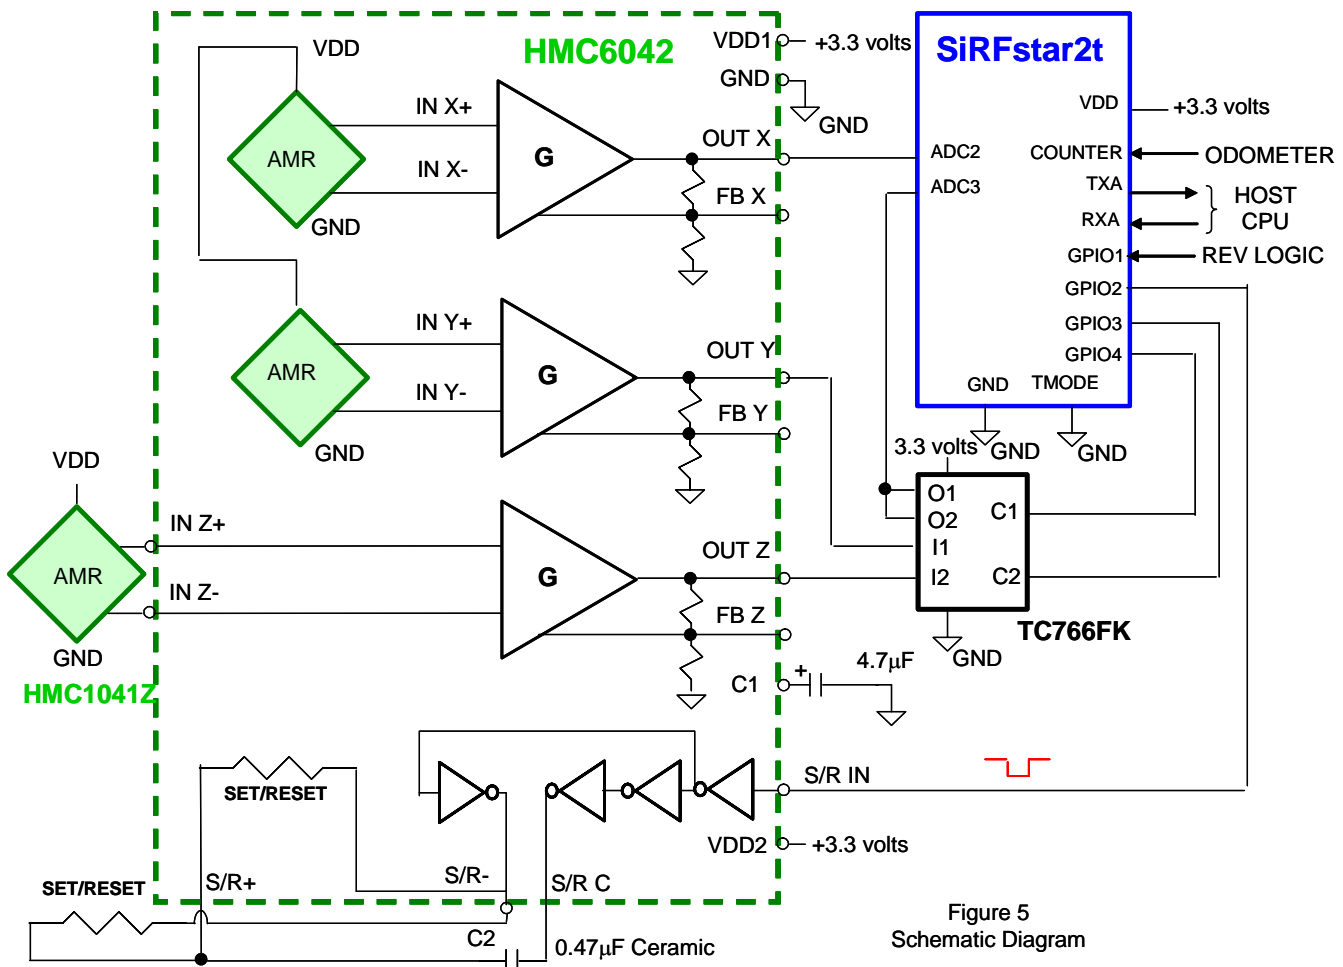 HMC6042
VDD
VDD1
+3.3 volts
GND
GND
SiRFstar2t
VDD
+3.3 volts
IN X+
AMR
IN X-
GND
G
OUT X
FB X
ADC2
ADC3
COUNTER
ODOMETER
TXA
RXA
HOST
CPU
GPIO1
REV LOGIC
GPIO2
GPIO3
GPIO4
GND
TMODE
GND
GND
IN Y+
AMR
IN Y-
GND
G
OUT Y
FB Y
3.3 volts
O1
O2
I1
I2
C1
C2
TC766FK
GND
VDD
IN Z+
AMR
IN Z-
GND
HMC1041Z
G
OUT Z
FB Z
C1
+
4.7µF
SET/RESET
S/R IN
VDD2
+3.3 volts
SET/RESET
S/R+
S/R-
S/R C
C2
0.47µF Ceramic
Figure 5
Schematic Diagram